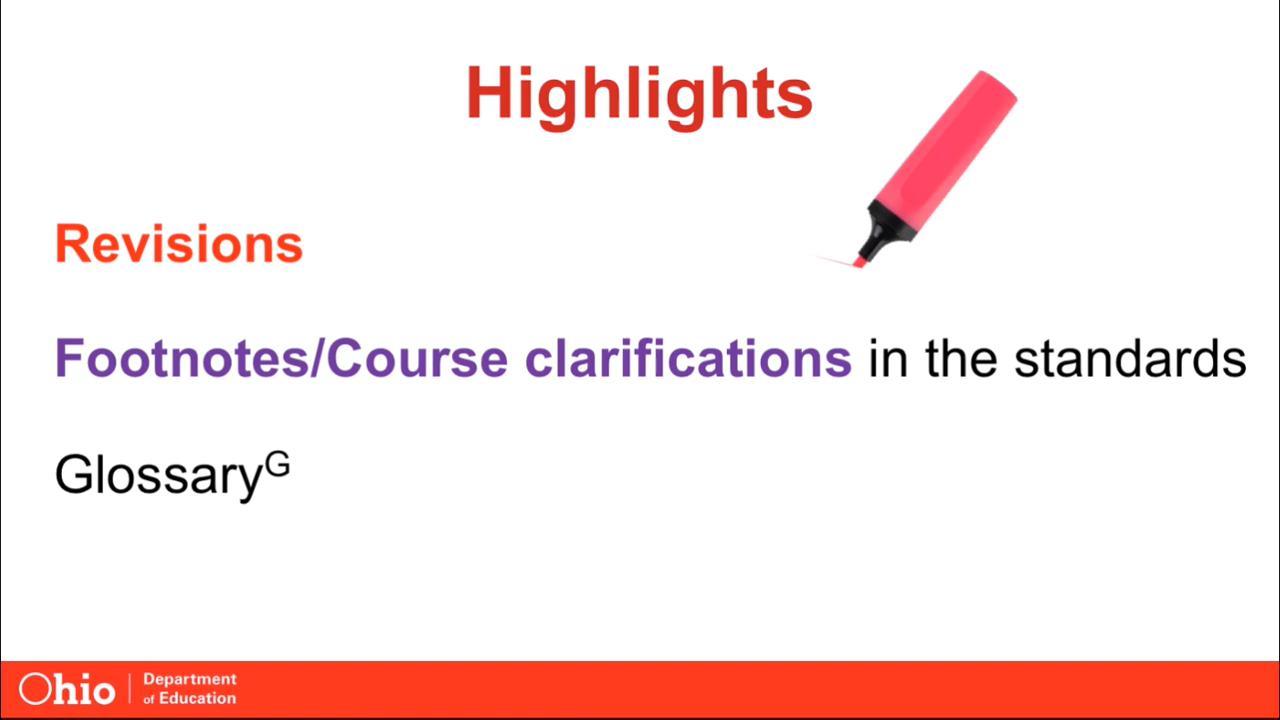 Highlights
Revisions
Footnotes/Course clarifications in the standards
Glossaryᴳ
Ohio
Department
of Education